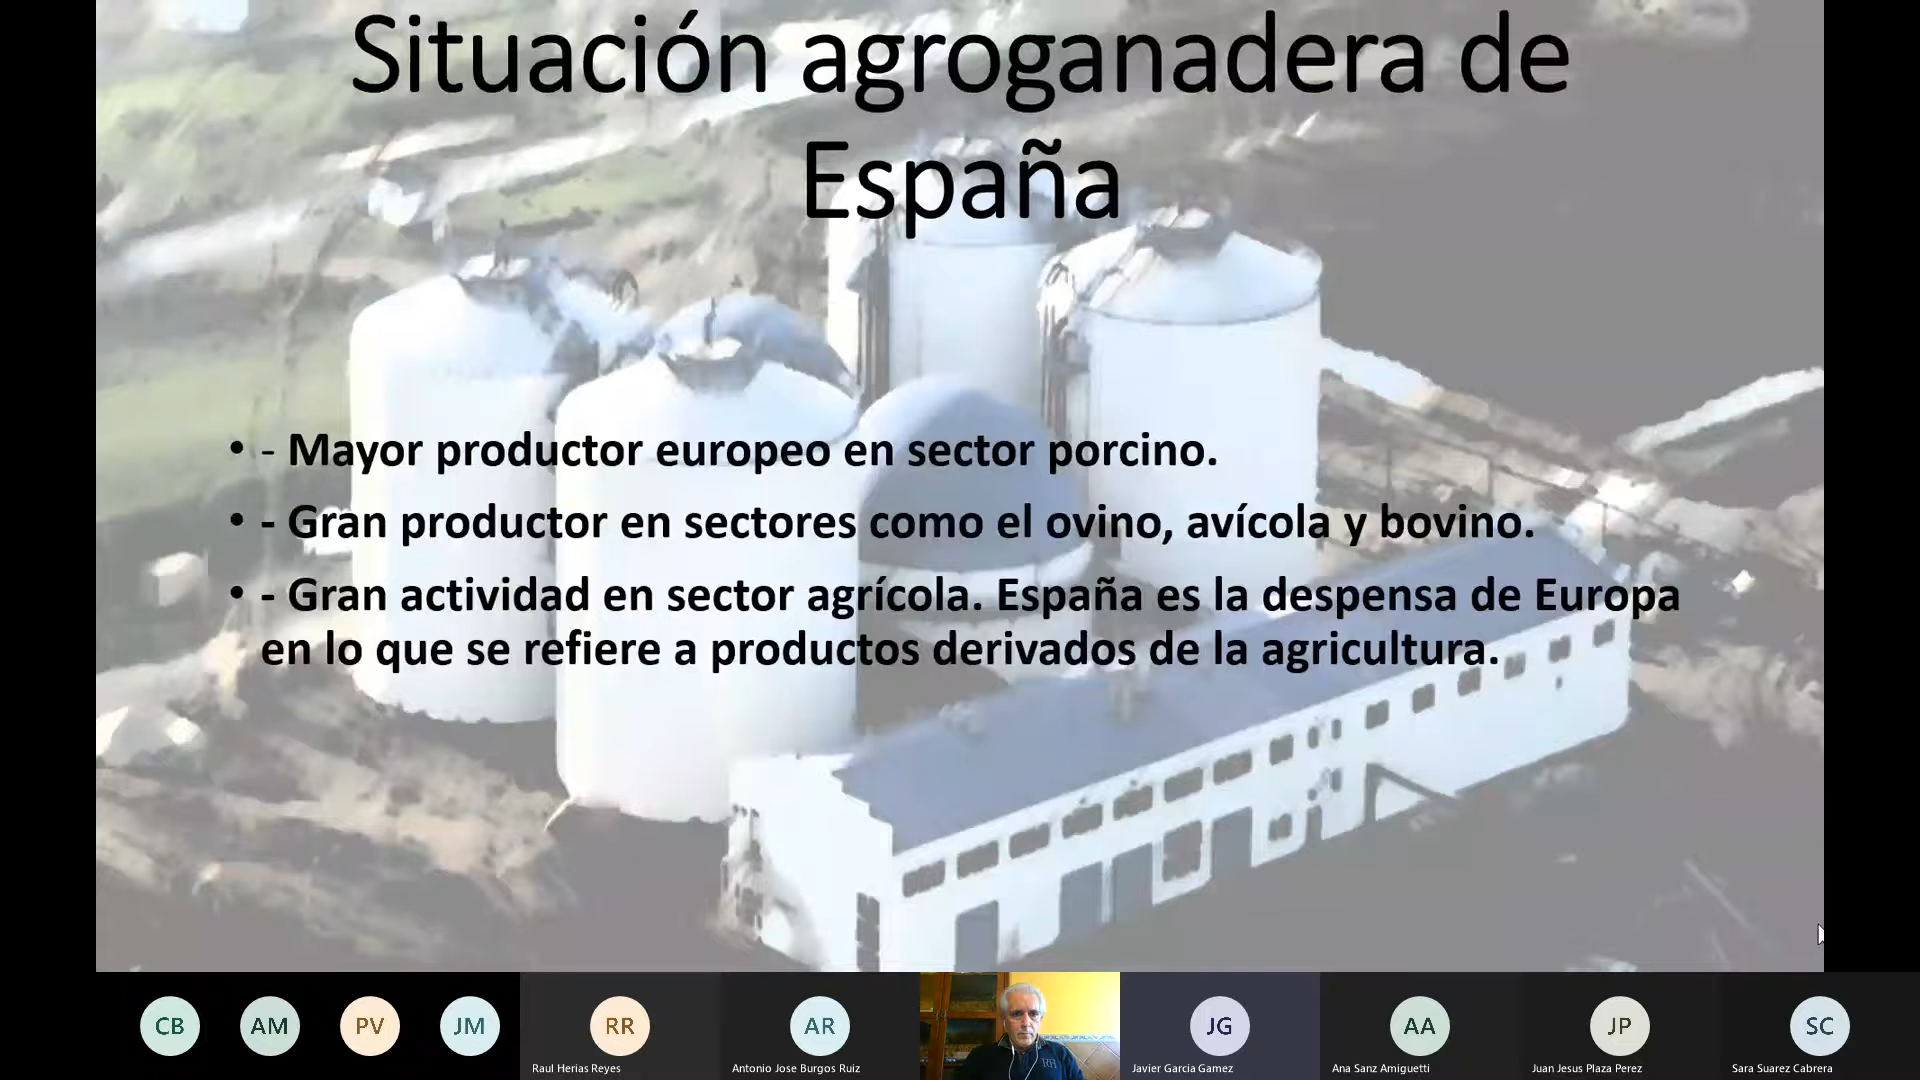 Situación agroganadera de
España
• - Mayor productor europeo en sector porcino.
• - Gran productor en sectores como el ovino, avícola y bovino.
• - Gran actividad en sector agrícola. España es la despensa de Europa
en lo que se refiere a productos derivados de la agricultura.
CB AM PV JM RR AR JG AA JP SC
Raul Herias Reyes Antonio Jose Burgos Ruiz Javier Garcia Gamez Ana Sanz Amiguetti Juan Jesus Plaza Perez Sara Suarez Cabrera